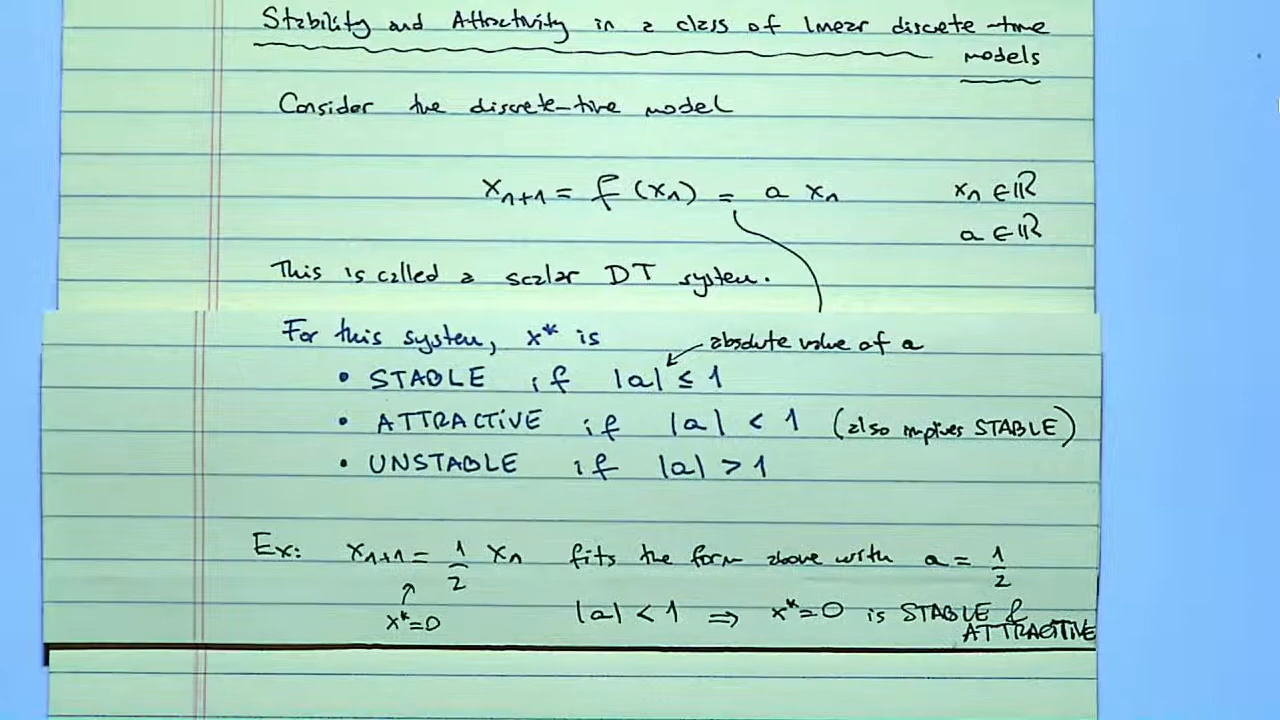 Stability and Attractivity in a class of linear discrete-time
models
Consider the discrete-time model
xₙ₊₁ = f(xₙ) = a xₙ xₙ ∈ ℝ
a ∈ ℝ
This is called a scalar DT system.
For this system, x* is
absolute value of a
• STABLE if |a| ≤ 1
• ATTRACTIVE if |a| < 1 (also implies STABLE)
• UNSTABLE if |a| > 1
Ex: xₙ₊₁ = 1/2 xₙ fits the form above with a = 1/2
x*=0
|a| < 1 ⇒ x*=0 is STABLE &
ATTRACTIVE